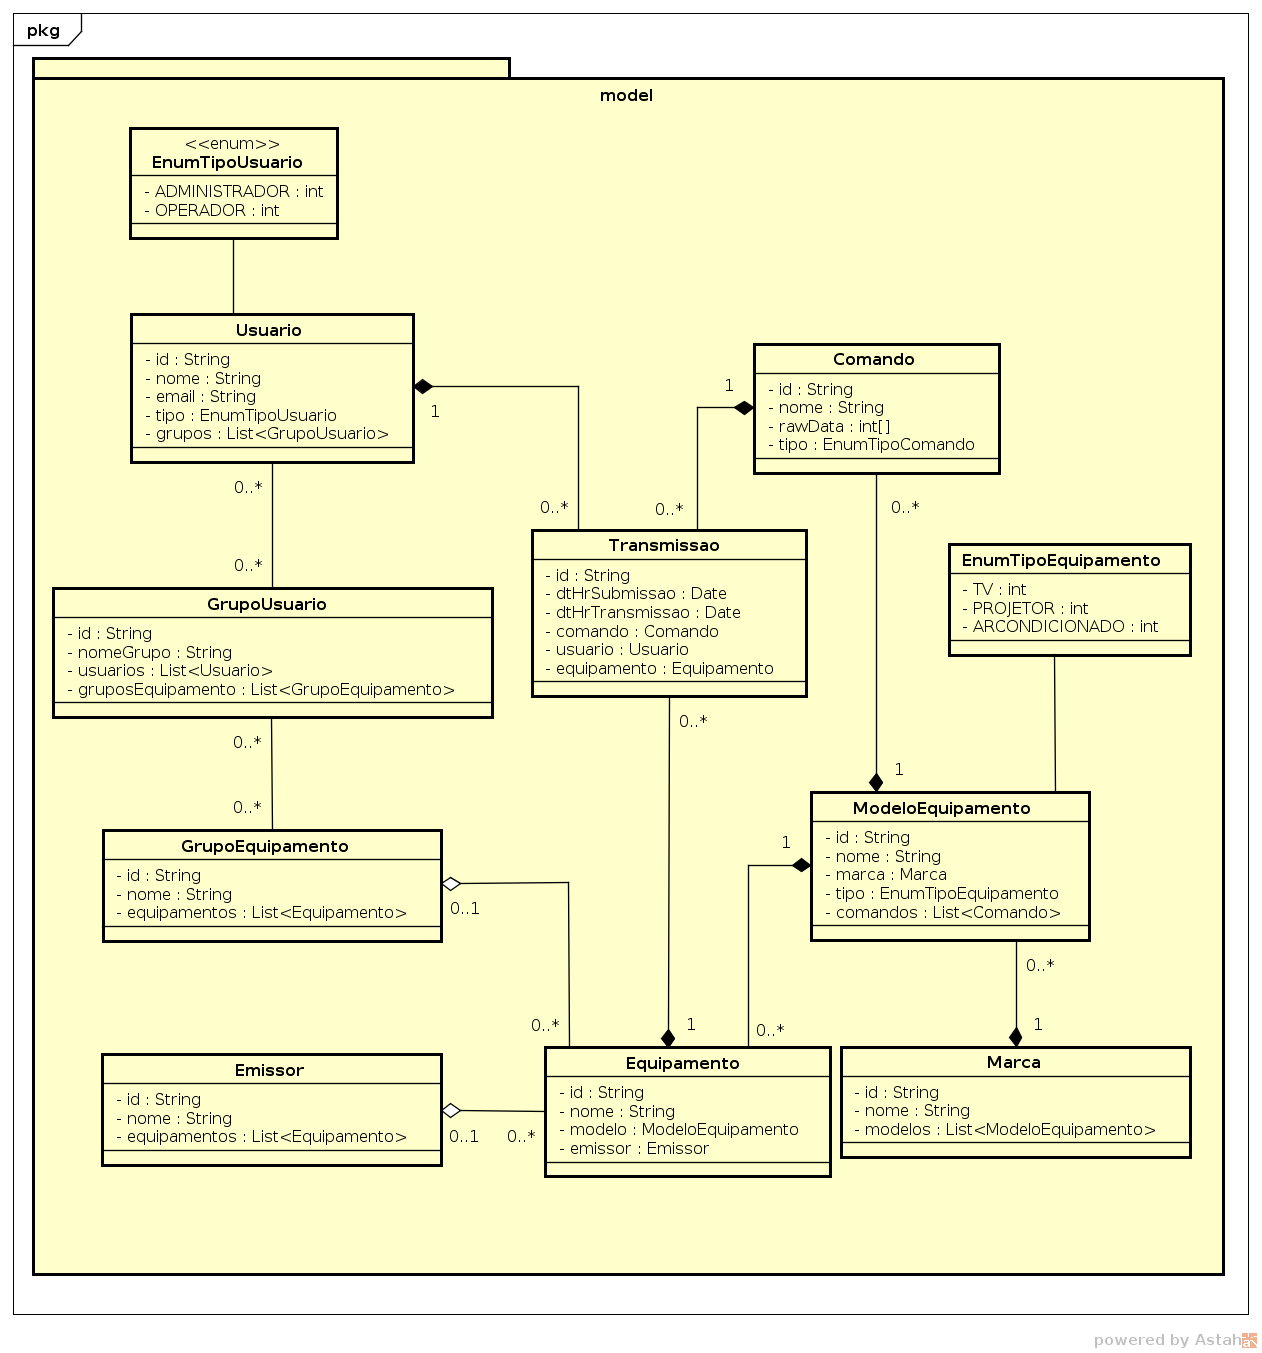 pkg
model
<<enum>>
EnumTipoUsuario
- ADMINISTRADOR : int
- OPERADOR : int
Usuario
- id : String
- nome : String
- email : String
- tipo : EnumTipoUsuario
- grupos : List<GrupoUsuario>
1
0..*
0..*
0..*
Comando
- id : String
- nome : String
- rawData : int[]
- tipo : EnumTipoComando
1
0..*
0..*
Transmissao
- id : String
- dtHrSubmissao : Date
- dtHrTransmissao : Date
- comando : Comando
- usuario : Usuario
- equipamento : Equipamento
0..*
EnumTipoEquipamento
- TV : int
- PROJETOR : int
- ARCONDICIONADO : int
GrupoUsuario
- id : String
- nomeGrupo : String
- usuarios : List<Usuario>
- gruposEquipamento : List<GrupoEquipamento>
0..*
0..*
1
ModeloEquipamento
- id : String
- nome : String
- marca : Marca
- tipo : EnumTipoEquipamento
- comandos : List<Comando>
1
0..*
GrupoEquipamento
- id : String
- nome : String
- equipamentos : List<Equipamento>
0..1
0..*
1
0..*
1
Emissor
- id : String
- nome : String
- equipamentos : List<Equipamento>
0..1
0..*
Equipamento
- id : String
- nome : String
- modelo : ModeloEquipamento
- emissor : Emissor
Marca
- id : String
- nome : String
- modelos : List<ModeloEquipamento>
powered by Astah